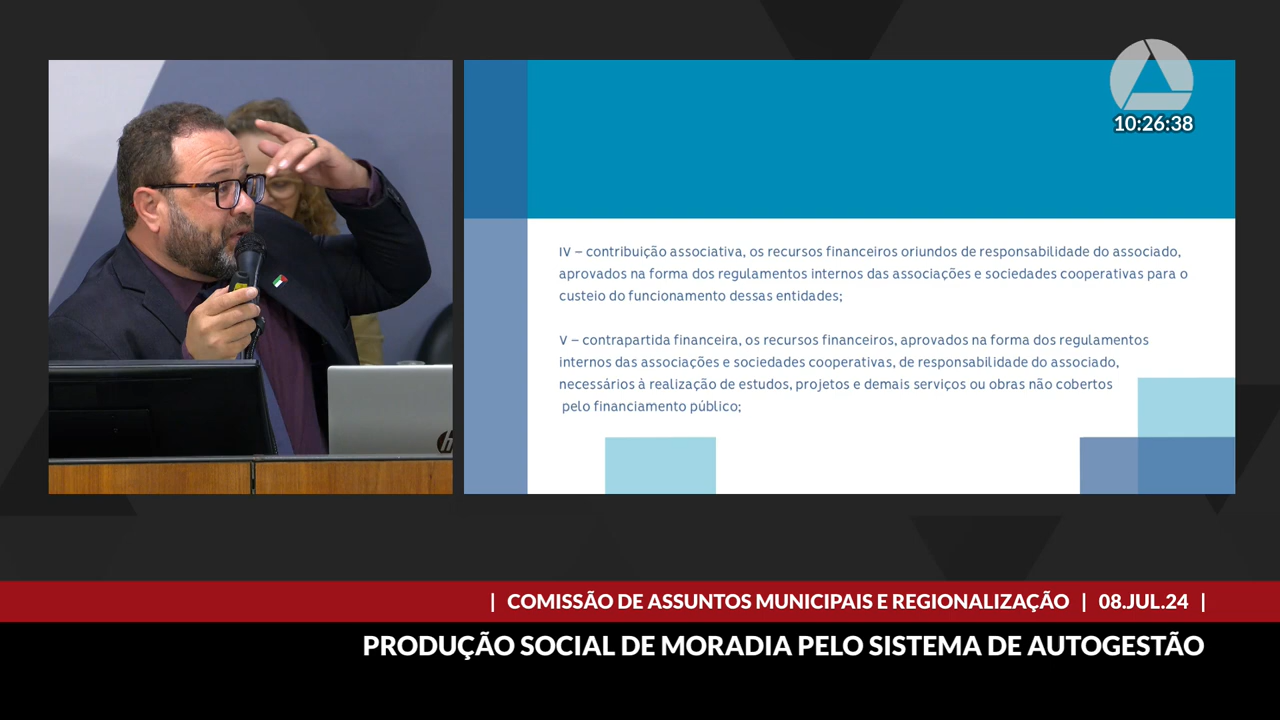 10:26:38
IV – contribuição associativa, os recursos financeiros oriundos de responsabilidade do associado,
aprovados na forma dos regulamentos internos das associações e sociedades cooperativas para o
custeio do funcionamento dessas entidades;
V – contrapartida financeira, os recursos financeiros, aprovados na forma dos regulamentos
internos das associações e sociedades cooperativas, de responsabilidade do associado,
necessários à realização de estudos, projetos e demais serviços ou obras não cobertos
pelo financiamento público;
hp
| COMISSÃO DE ASSUNTOS MUNICIPAIS E REGIONALIZAÇÃO | 08.JUL.24 |
PRODUÇÃO SOCIAL DE MORADIA PELO SISTEMA DE AUTOGESTÃO